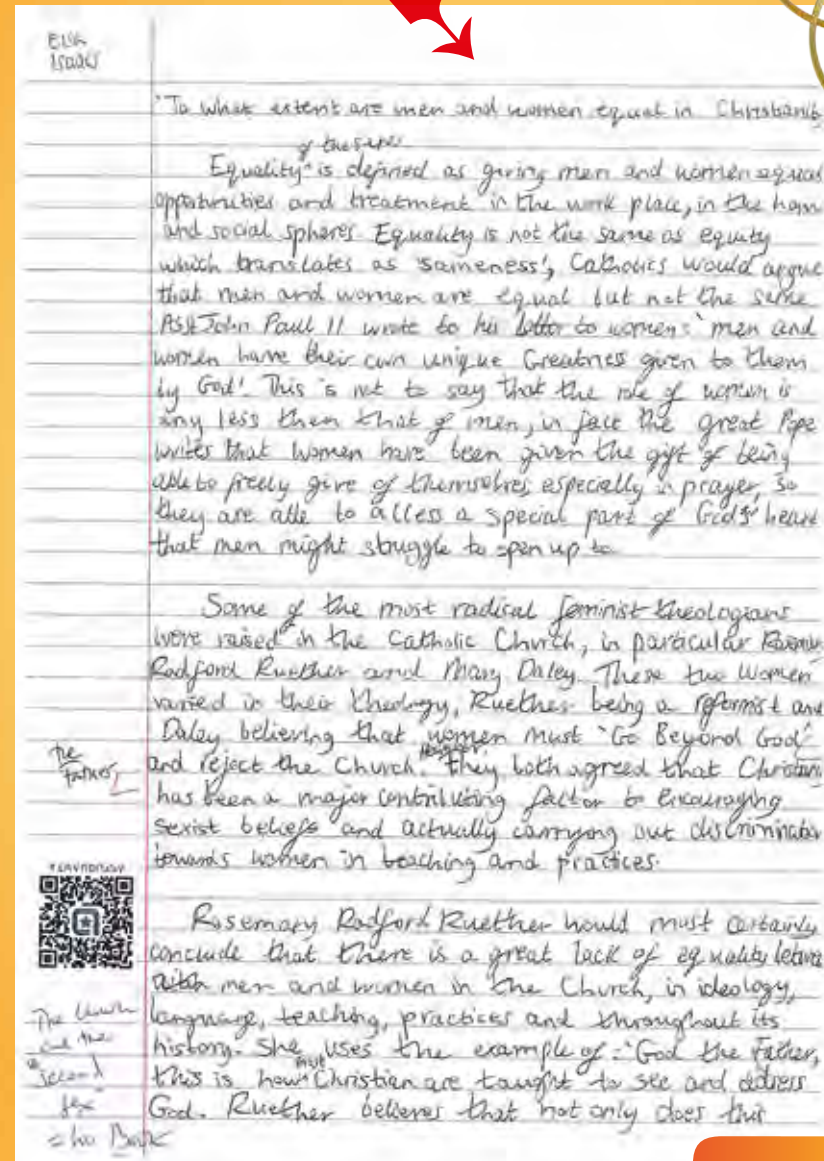 Ella
Isaacs
'To what extent are men and women equal in Christianity
of the sexes
Equality ^ is defined as giving men and women equal
oppotunities and treatment in the work place, in the hom
and social spheres. Equality is not the same as equity
which translates as 'sameness', Catholics would argue
that men and women are equal but not the same
As St John Paul II wrote to his letter to womens 'men and
women have their own unique Greatness given to them
by God'. This is not to say that the role of women is
any less then that of men, in fact the great Pope
writes that women have been given the gift of being
able to freely give of themselves, especially in prayer, so
they are able to access a special part of God's heart
that men might struggle to open up to.
Some of the most radical feminist theologians
were raised in the Catholic Church, in particular
Radford Ruether and Mary Daley. These two women
varied in their theology, Ruether being a reformist and
Daley believing that women must 'Go Beyond God'
the
Father
and reject the Church. They both agreed that Christian
has been a major contributing factor to encouraging
sexist beliefs and actually carrying out discriminatio
towards women in teaching and practices.
Rosemary Radford Ruether would most certainly
conclude that there is a great lack of equality
men and women in the Church, in ideology,
The Church
and the
"second
sex"
language, teaching, practices and throughout its
history. She uses the example of: 'God the Father,
this is how Christian are taught to see and address
God. Ruether believes that not only does this